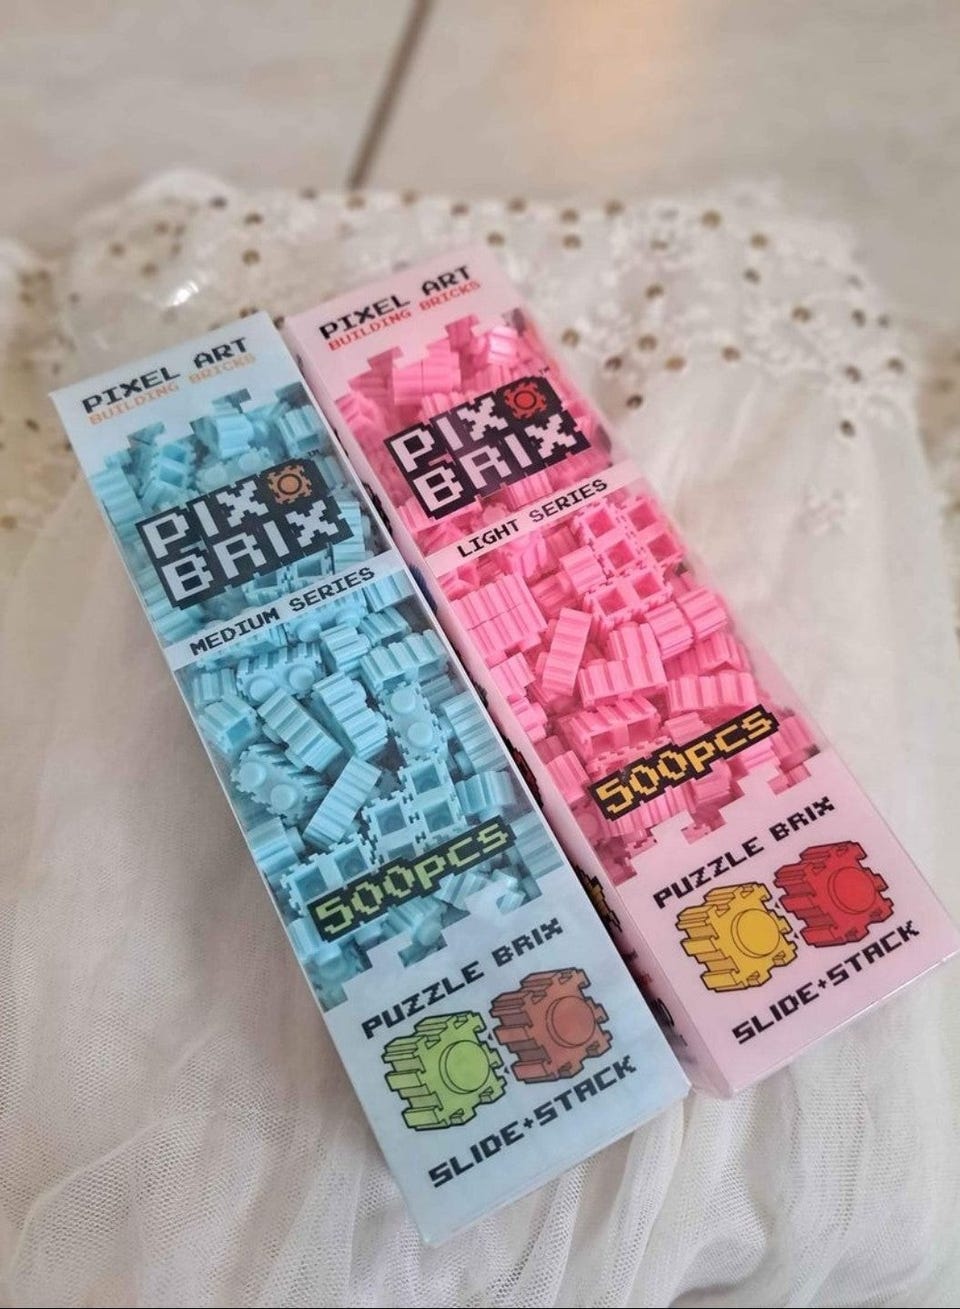 PIXEL ART
BUILDING BRICKS
PIX
BRIX
MEDIUM SERIES
500pcs
PUZZLE BRIX
SLIDE+STACK
PIXEL ART
BUILDING BRICKS
PIX
BRIX
LIGHT SERIES
500pcs
PUZZLE BRIX
SLIDE+STACK